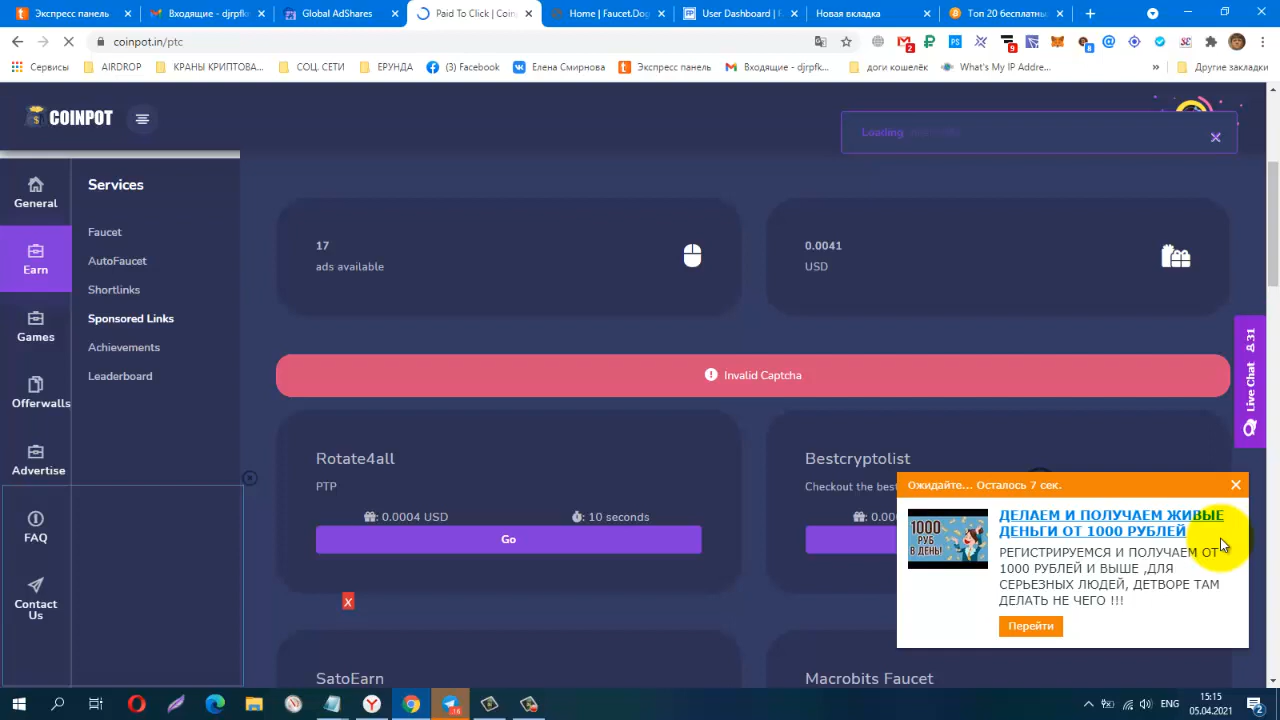 Экспресс панель
Входящие - djrpfk
Global AdShares
Paid To Click | Coin
Home | Faucet.Dog
User Dashboard | F
Новая вкладка
Топ 20 бесплатны
coinpot.in/ptc
Сервисы
AIRDROP
КРАНЫ КРИПТОВА...
СОЦ. СЕТИ
ЕРУНДА
(3) Facebook
Елена Смирнова
Экспресс панель
Входящие - djrpfk...
доги кошелёк
What's My IP Addre...
»
Другие закладки
COINPOT
Loading
General
Earn
Games
Offerwalls
Advertise
FAQ
Contact
Us
Services
Faucet
AutoFaucet
Shortlinks
Sponsored Links
Achievements
Leaderboard
17
ads available
0.0041
USD
Invalid Captcha
Rotate4all
PTP
: 0.0004 USD
: 10 seconds
Go
x
Bestcryptolist
Checkout the bes
: 0.00
SatoEarn
Macrobits Faucet
Live Chat 31
Ожидайте... Осталось 7 сек.
1000
РУБ
В ДЕНЬ!
ДЕЛАЕМ И ПОЛУЧАЕМ ЖИВЫЕ
ДЕНЬГИ ОТ 1000 РУБЛЕЙ
РЕГИСТРИРУЕМСЯ И ПОЛУЧАЕМ ОТ
1000 РУБЛЕЙ И ВЫШЕ ,ДЛЯ
СЕРЬЕЗНЫХ ЛЮДЕЙ, ДЕТВОРЕ ТАМ
ДЕЛАТЬ НЕ ЧЕГО !!!
Перейти
ENG
15:15
05.04.2021